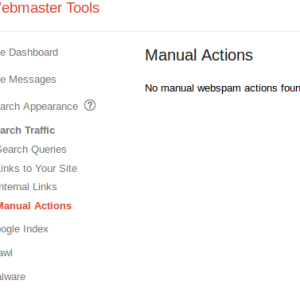 Webmaster Tools
e Dashboard
Manual Actions
e Messages
No manual webspam actions foun
arch Appearance ?
arch Traffic
Search Queries
Links to Your Site
nternal Links
Manual Actions
ogle Index
awl
alware